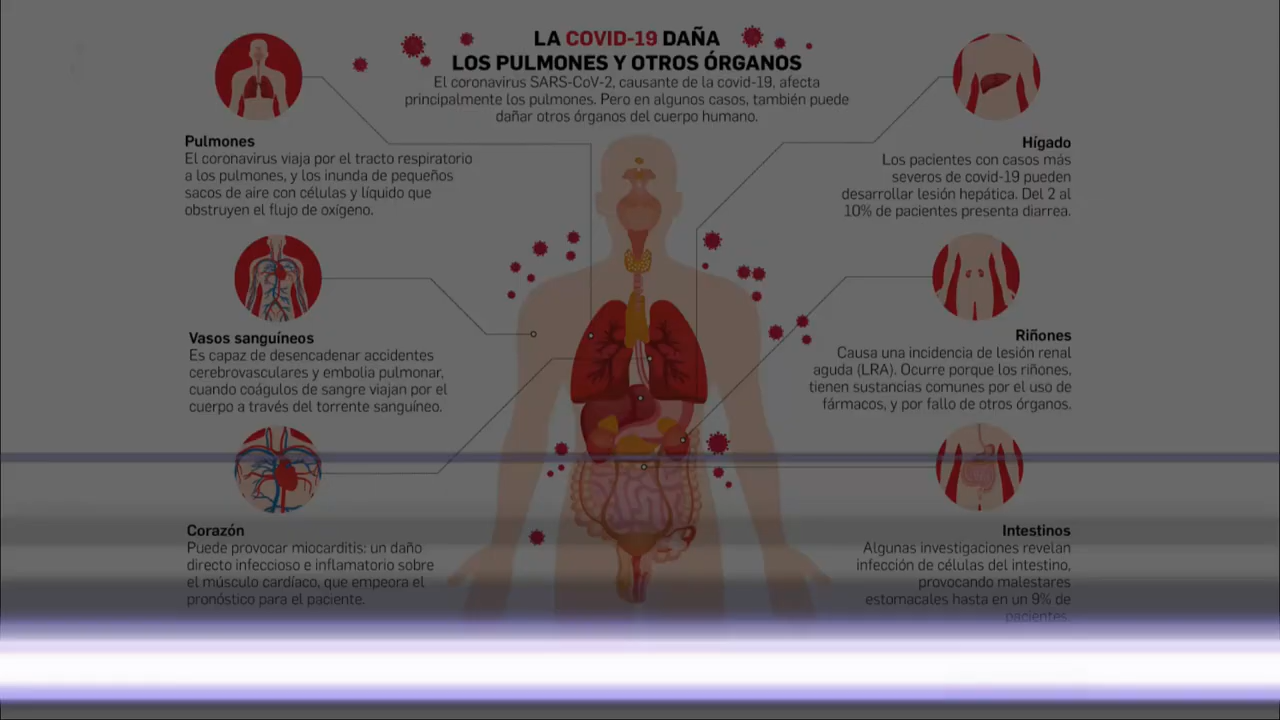 LA COVID-19 DAÑA
LOS PULMONES Y OTROS ÓRGANOS
El coronavirus SARS-CoV-2, causante de la covid-19, afecta
principalmente los pulmones. Pero en algunos casos, también puede
dañar otros órganos del cuerpo humano.
Pulmones
El coronavirus viaja por el tracto respiratorio
a los pulmones, y los inunda de pequeños
sacos de aire con células y líquido que
obstruyen el flujo de oxígeno.
Vasos sanguíneos
Es capaz de desencadenar accidentes
cerebrovasculares y embolia pulmonar,
cuando coágulos de sangre viajan por el
cuerpo a través del torrente sanguíneo.
Corazón
Puede provocar miocarditis: un daño
directo infeccioso e inflamatorio sobre
el músculo cardíaco, que empeora el
pronóstico para el paciente.
Hígado
Los pacientes con casos más
severos de covid-19 pueden
desarrollar lesión hepática. Del 2 al
10% de pacientes presenta diarrea.
Riñones
Causa una incidencia de lesión renal
aguda (LRA). Ocurre porque los riñones,
tienen sustancias comunes por el uso de
fármacos, y por fallo de otros órganos.
Intestinos
Algunas investigaciones revelan
infección de células del intestino,
provocando malestares
estomacales hasta en un 9% de
pacientes.